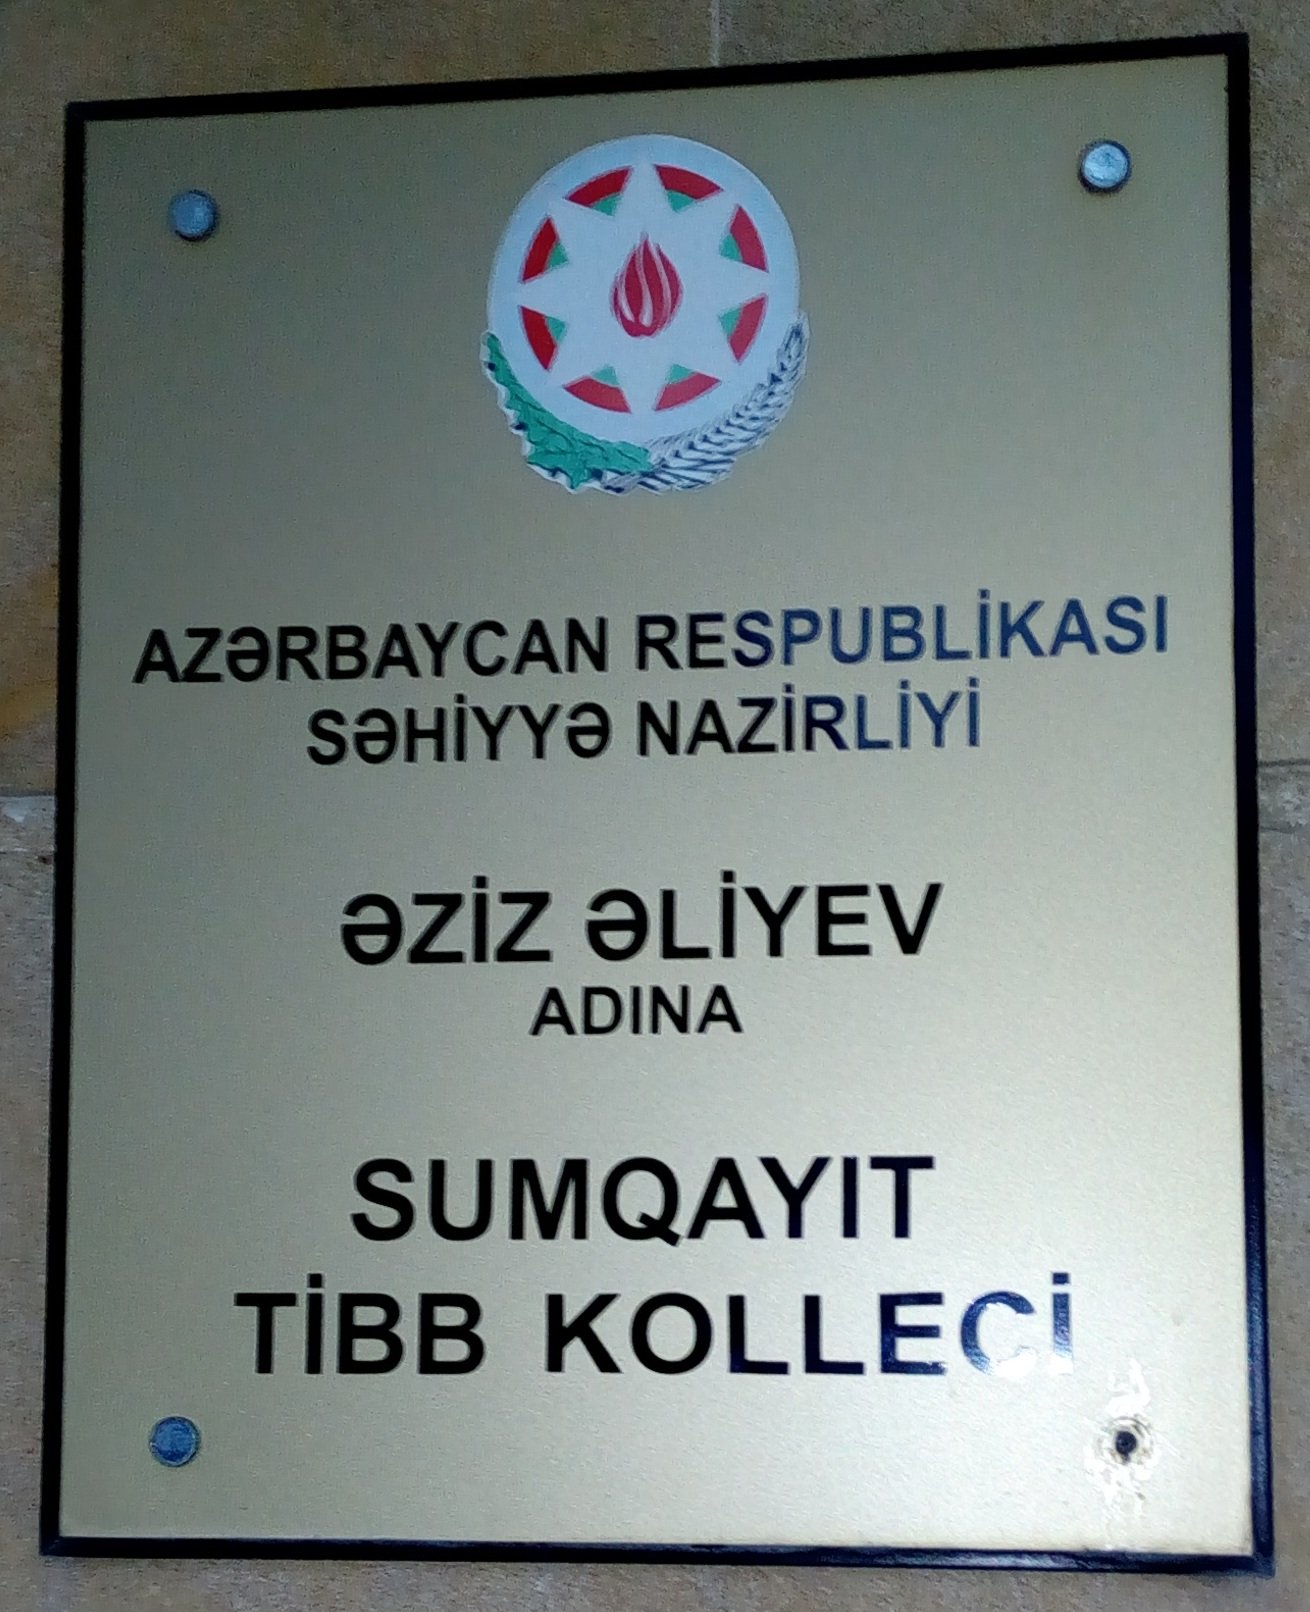 AZƏRBAYCAN RESPUBLİKASI
SƏHİYYƏ NAZİRLİYİ
ƏZİZ ƏLİYEV
ADINA
SUMQAYIT
TİBB KOLLECİ